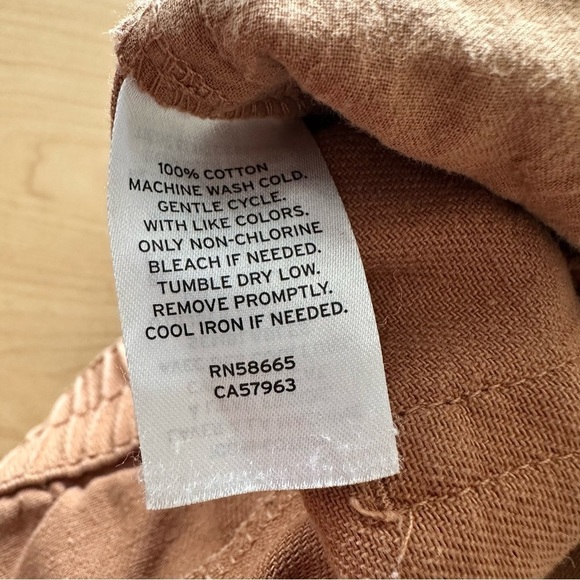 100% COTTON
MACHINE WASH COLD.
GENTLE CYCLE.
WITH LIKE COLORS.
ONLY NON-CHLORINE
BLEACH IF NEEDED.
TUMBLE DRY LOW.
REMOVE PROMPTLY.
COOL IRON IF NEEDED.
RN58665
CA57963